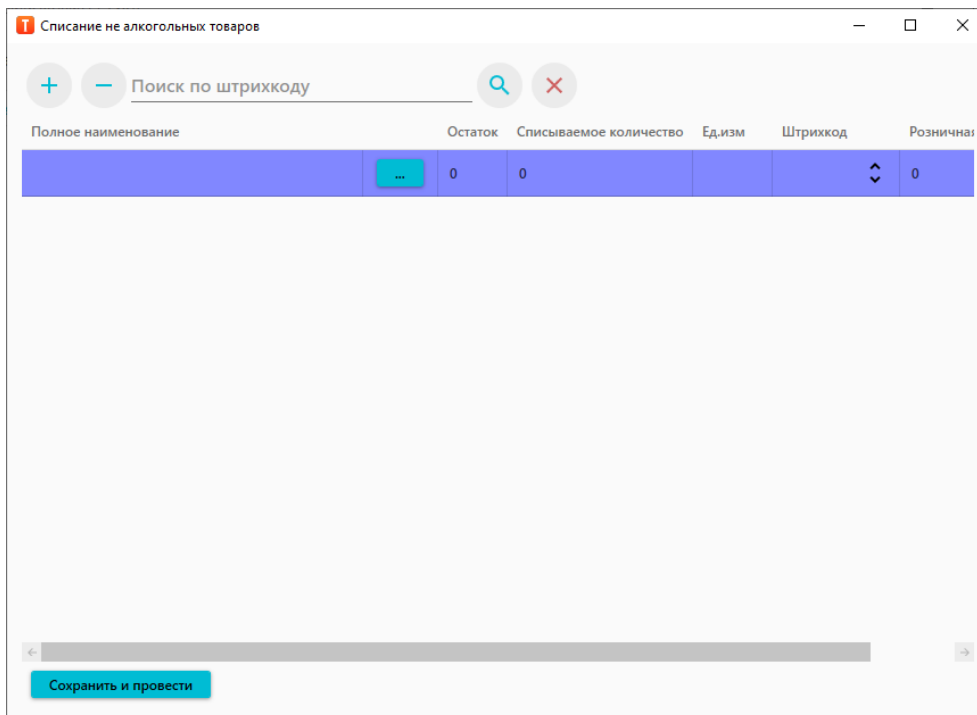 T Списание не алкогольных товаров
Поиск по штрихкоду
Полное наименование Остаток Списываемое количество Ед.изм Штрихкод Розничная
... 0 0 0
Сохранить и провести